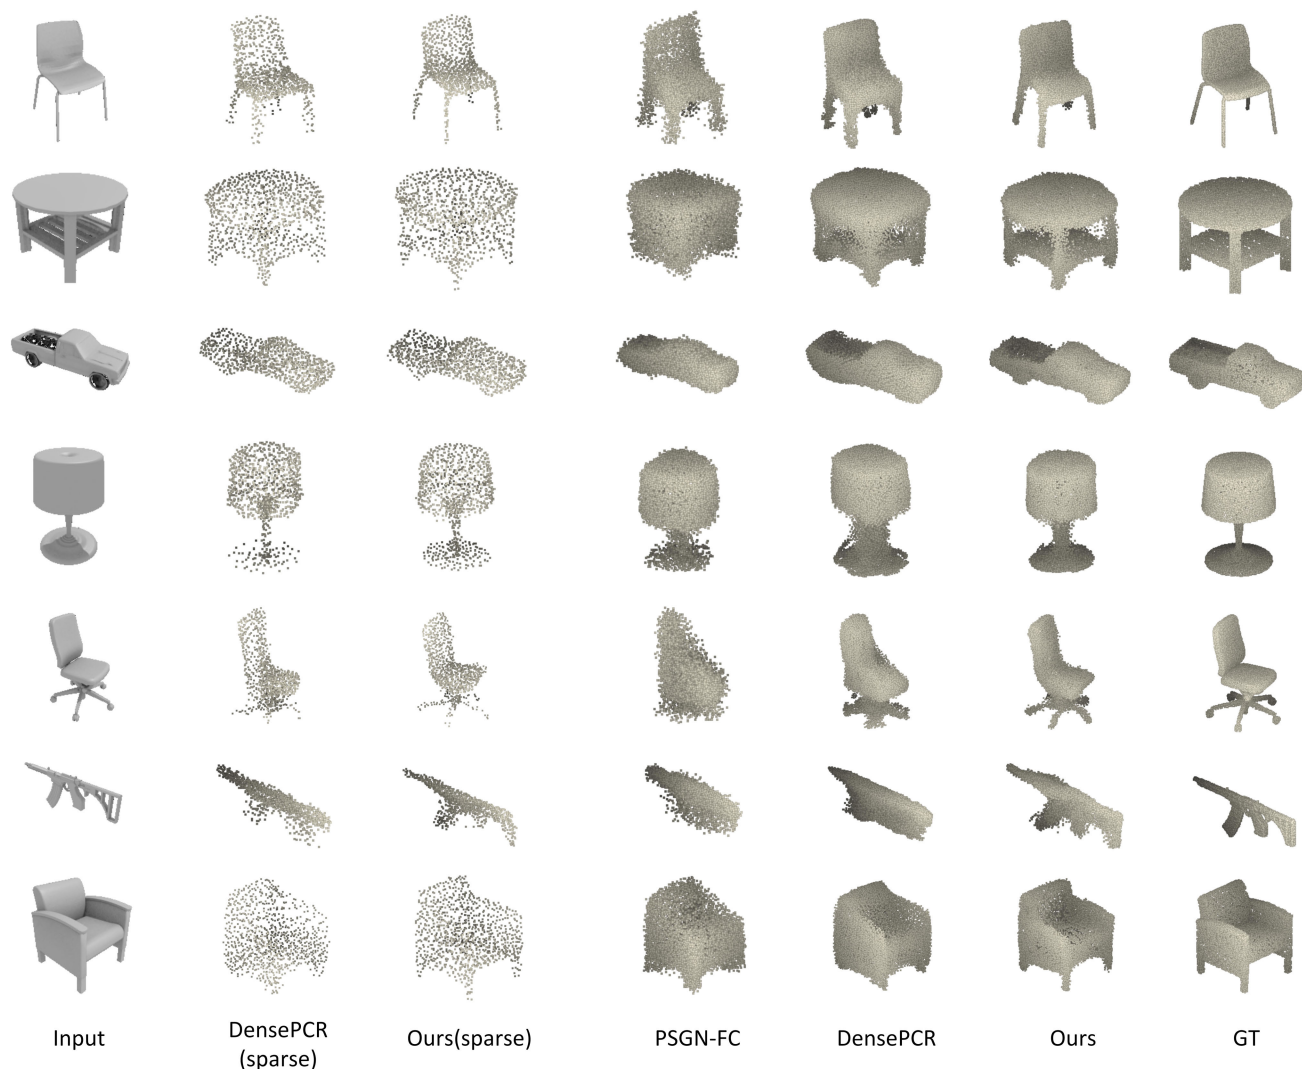 Input
DensePCR
(sparse)
Ours(sparse)
PSGN-FC
DensePCR
Ours
GT